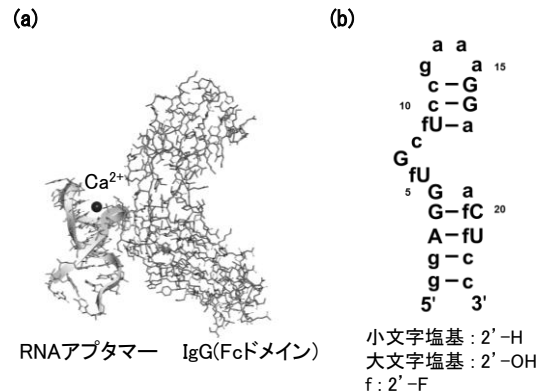 (a)
(b)
Ca2+
RNAアプタマー IgG(Fcドメイン)
a a
g a 15
c－G
10 c－G
fU－a
c
G
fU
5 G a
G－fC 20
A－fU
g－c
g－c
5' 3'
小文字塩基：2'-H
大文字塩基：2'-OH
f：2'-F